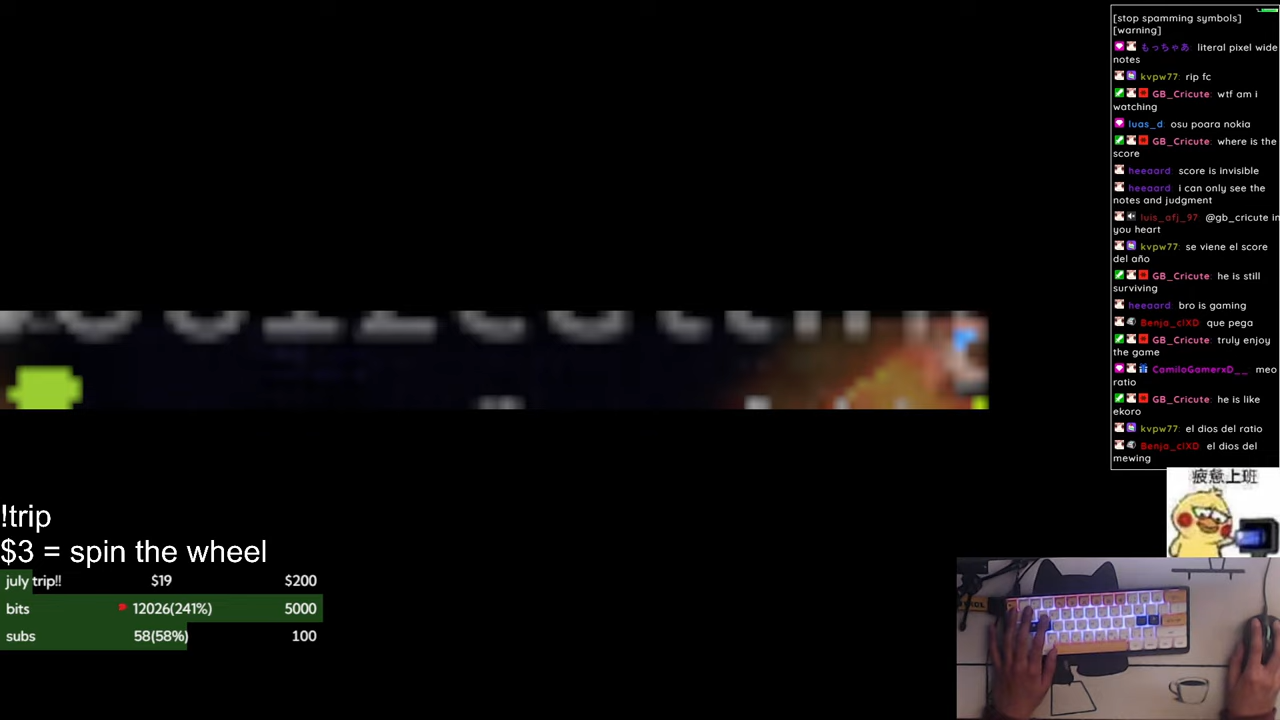 [stop spamming symbols]
[warning]
もっちゃあ: literal pixel wide
notes
kvpw77: rip fc
GB_Cricute: wtf am i
watching
luas_d: osu poara nokia
GB_Cricute: where is the
score
heeaard: score is invisible
heeaard: i can only see the
notes and judgment
luis_afj_97 @gb_cricute in
you heart
kvpw77: se viene el score
del año
GB_Cricute: he is still
surviving
heeaard: bro is gaming
Benja_clXD: que pega
GB_Cricute: truly enjoy
the game
CamiloGamerxD__ meo
ratio
GB_Cricute: he is like
ekoro
kvpw77: el dios del ratio
Benja_clXD: el dios del
mewing
疲惫上班
!trip
$3 = spin the wheel
july trip!! $19 $200
bits 12026(241%) 5000
subs 58(58%) 100